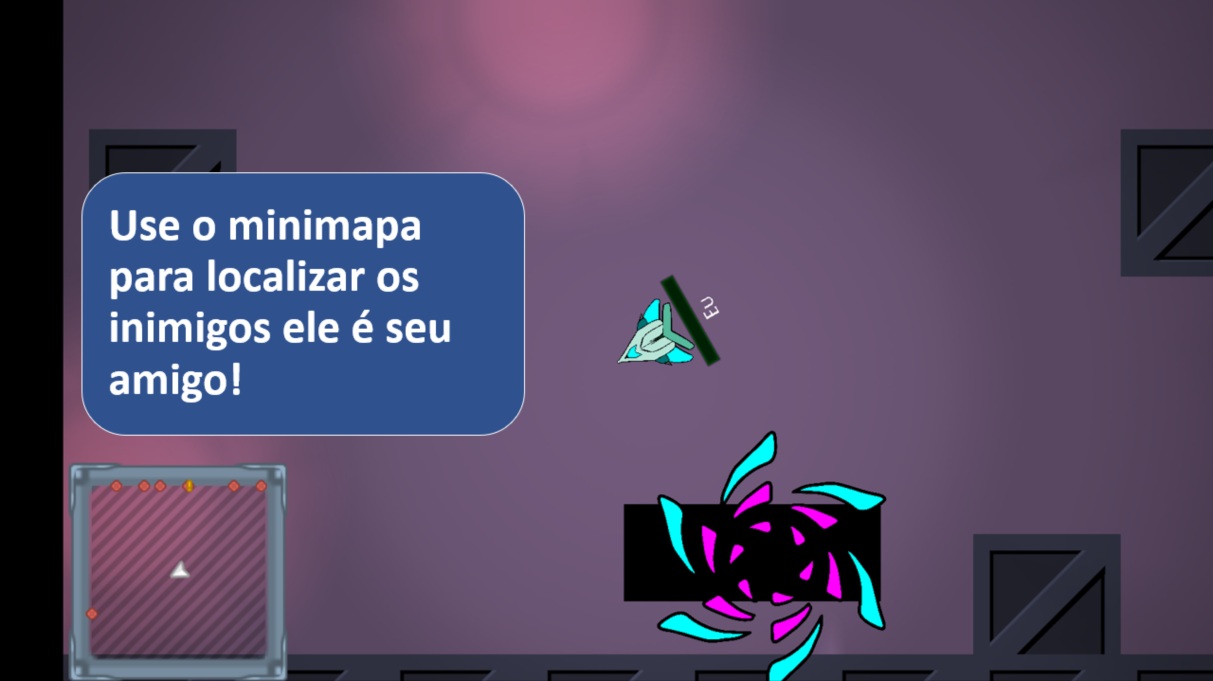 Use o minimapa
para localizar os
inimigos ele é seu
amigo!
EU